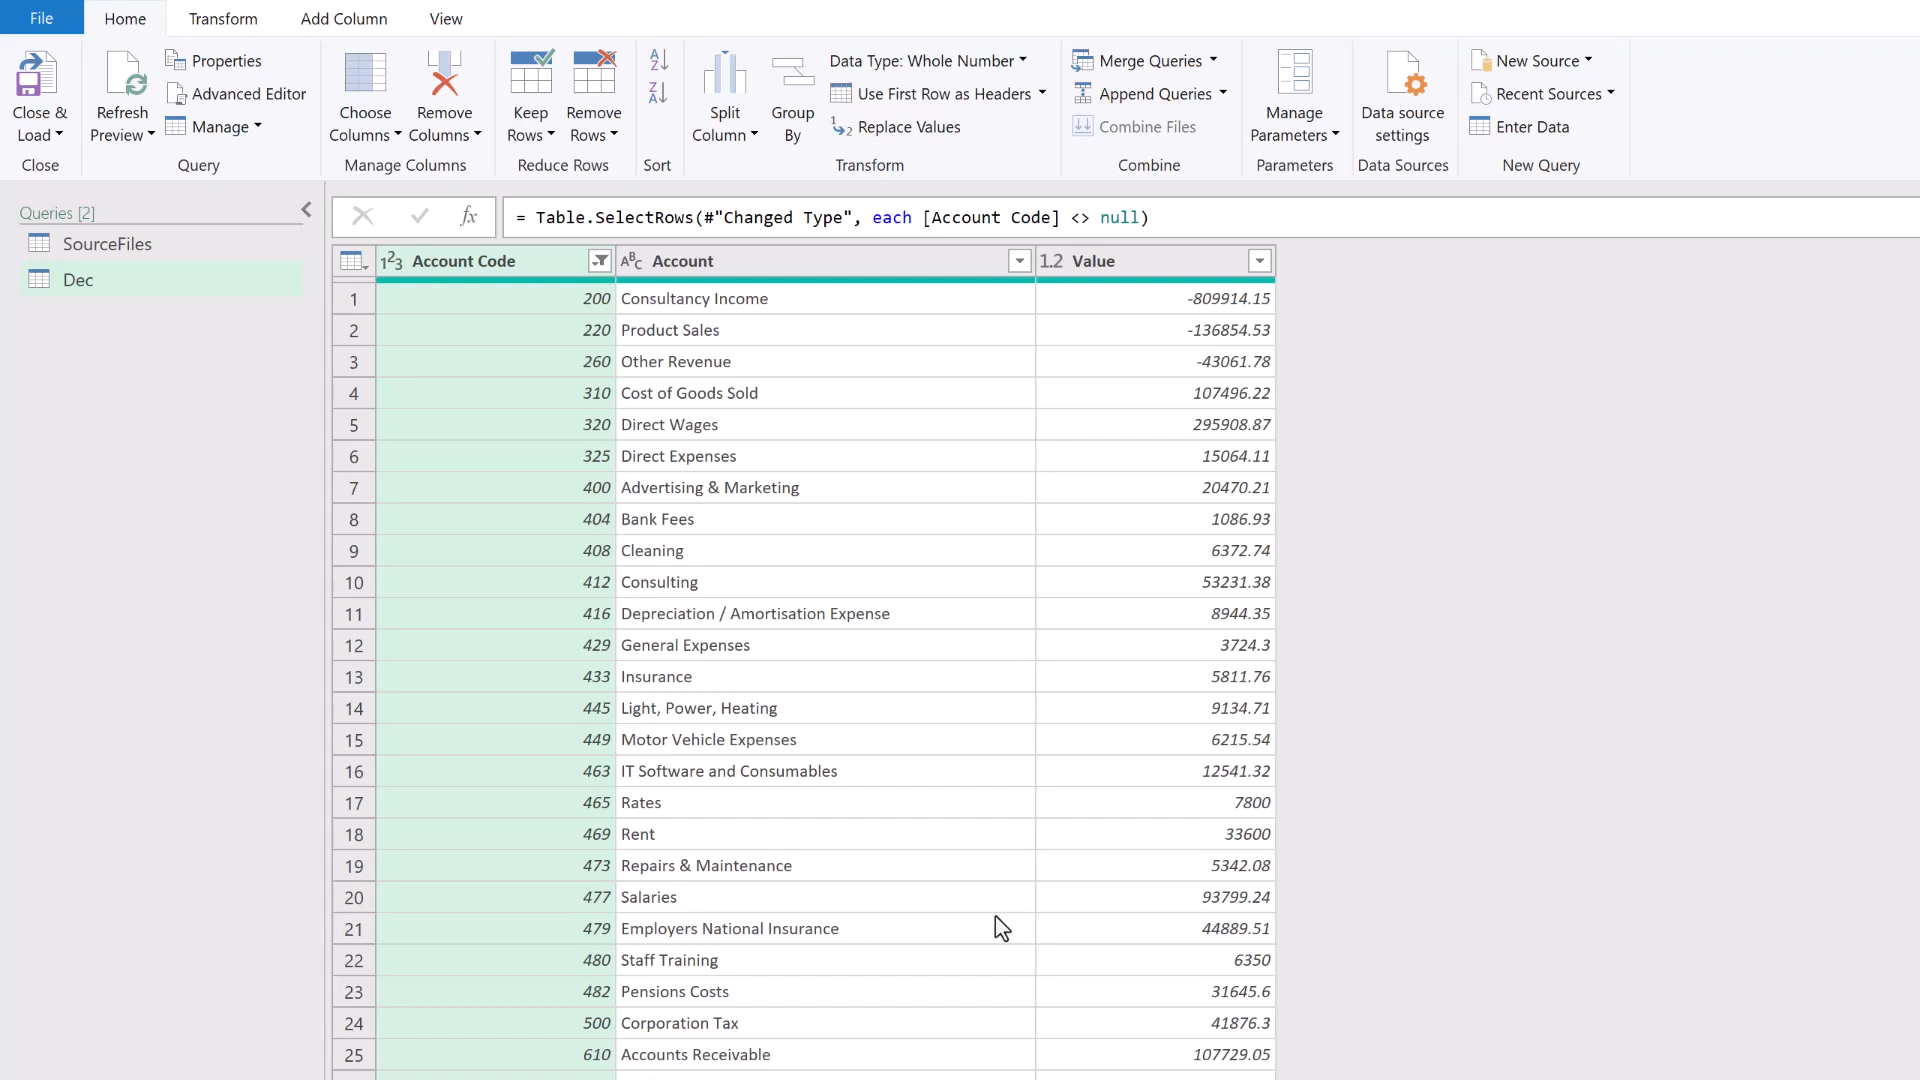 File Home Transform Add Column View
Close & Load
Close
Refresh Preview
Properties
Advanced Editor
Manage
Query
Choose Columns
Remove Columns
Manage Columns
Keep Rows
Remove Rows
Reduce Rows
Sort
Split Column
Group By
Data Type: Whole Number
Use First Row as Headers
Replace Values
Transform
Merge Queries
Append Queries
Combine Files
Combine
Manage Parameters
Parameters
Data source settings
Data Sources
New Source
Recent Sources
Enter Data
New Query
Queries [2]
SourceFiles
Dec
fx = Table.SelectRows(#"Changed Type", each [Account Code] <> null)
123 Account Code ABC Account 1.2 Value
1 200 Consultancy Income -809914.15
2 220 Product Sales -136854.53
3 260 Other Revenue -43061.78
4 310 Cost of Goods Sold 107496.22
5 320 Direct Wages 295908.87
6 325 Direct Expenses 15064.11
7 400 Advertising & Marketing 20470.21
8 404 Bank Fees 1086.93
9 408 Cleaning 6372.74
10 412 Consulting 53231.38
11 416 Depreciation / Amortisation Expense 8944.35
12 429 General Expenses 3724.3
13 433 Insurance 5811.76
14 445 Light, Power, Heating 9134.71
15 449 Motor Vehicle Expenses 6215.54
16 463 IT Software and Consumables 12541.32
17 465 Rates 7800
18 469 Rent 33600
19 473 Repairs & Maintenance 5342.08
20 477 Salaries 93799.24
21 479 Employers National Insurance 44889.51
22 480 Staff Training 6350
23 482 Pensions Costs 31645.6
24 500 Corporation Tax 41876.3
25 610 Accounts Receivable 107729.05